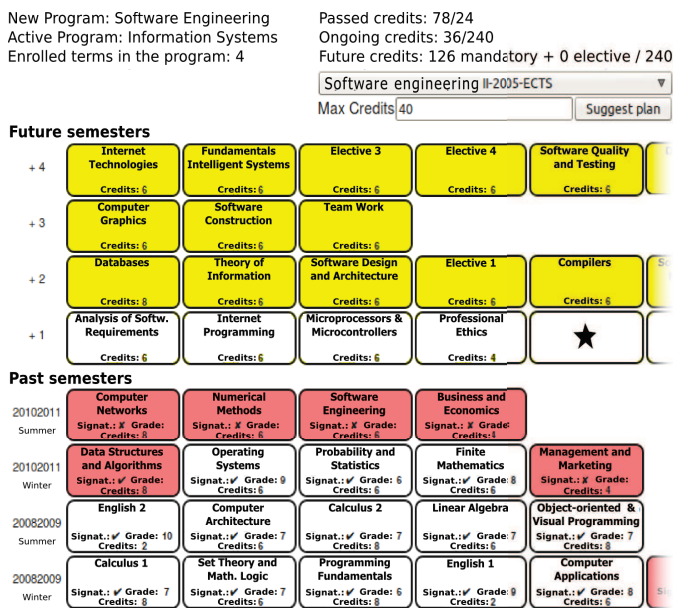 New Program: Software Engineering
Active Program: Information Systems
Enrolled terms in the program: 4
Passed credits: 78/24
Ongoing credits: 36/240
Future credits: 126 mandatory + 0 elective / 240
Software engineering II-2005-ECTS
Max Credits 40 Suggest plan
Future semesters
+ 4
Internet Technologies
Credits: 6
Fundamentals
Intelligent Systems
Credits: 6
Elective 3
Credits: 6
Elective 4
Credits: 6
Software Quality
and Testing
Credits: 6
+ 3
Computer
Graphics
Credits: 6
Software
Construction
Credits: 6
Team Work
Credits: 6
+ 2
Databases
Credits: 8
Theory of
Information
Credits: 6
Software Design
and Architecture
Credits: 6
Elective 1
Credits: 6
Compilers
Credits: 6
+ 1
Analysis of Softw.
Requirements
Credits: 6
Internet
Programming
Credits: 6
Microprocessors &
Microcontrollers
Credits: 6
Professional
Ethics
Credits: 4
Past semesters
20102011
Summer
Computer
Networks
Signat.: ✘ Grade:
Credits: 8
Numerical
Methods
Signat.: ✘ Grade:
Credits: 6
Software
Engineering
Signat.: ✘ Grade:
Credits: 6
Business and
Economics
Signat.: ✘ Grade:
Credits: 4
20102011
Winter
Data Structures
and Algorithms
Signat.: ✔ Grade:
Credits: 8
Operating
Systems
Signat.: ✔ Grade: 9
Credits: 6
Probability and
Statistics
Signat.: ✔ Grade: 6
Credits: 6
Finite
Mathematics
Signat.: ✔ Grade: 8
Credits: 6
Management and
Marketing
Signat.: ✘ Grade:
Credits: 4
20082009
Summer
English 2
Signat.: ✔ Grade: 10
Credits: 2
Computer
Architecture
Signat.: ✔ Grade: 7
Credits: 6
Calculus 2
Signat.: ✔ Grade: 7
Credits: 8
Linear Algebra
Signat.: ✔ Grade: 7
Credits: 6
Object-oriented &
Visual Programming
Signat.: ✔ Grade: 7
Credits: 8
20082009
Winter
Calculus 1
Signat.: ✔ Grade: 7
Credits: 8
Set Theory and
Math. Logic
Signat.: ✔ Grade: 7
Credits: 6
Programming
Fundamentals
Signat.: ✔ Grade: 6
Credits: 8
English 1
Signat.: ✔ Grade: 9
Credits: 2
Computer
Applications
Signat.: ✔ Grade: 8
Credits: 6